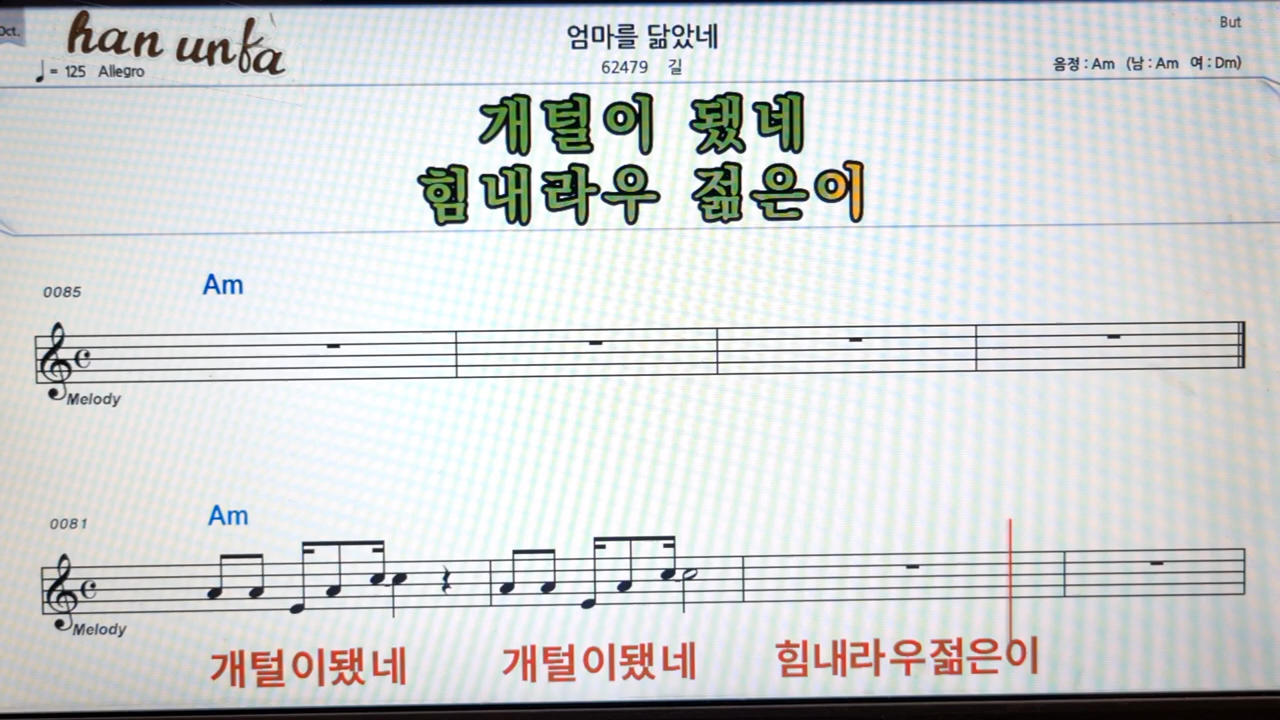 Oct.
han unfa
♩= 125 Allegro
엄마를 닮았네
62479 길
But
음정 : Am (남 : Am 여 : Dm)
개털이 됐네
힘내라우 젊은이
0085
Am
Melody
0081
Am
Melody
개털이됐네 개털이됐네 힘내라우젊은이